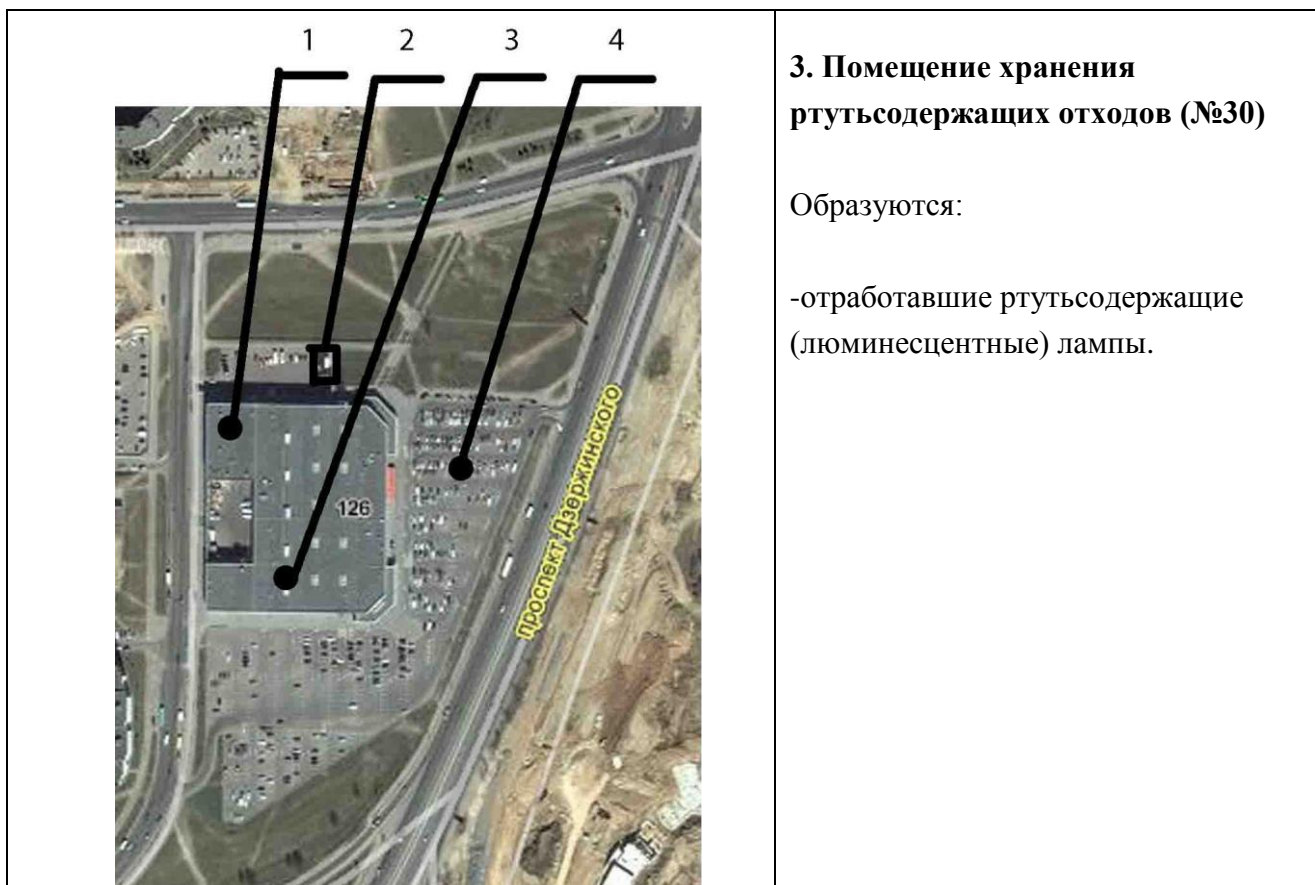 1 2 3 4
126
проспект Дзержинского
3. Помещение хранения
ртутьсодержащих отходов (№30)
Образуются:
-отработавшие ртутьсодержащие
(люминесцентные) лампы.